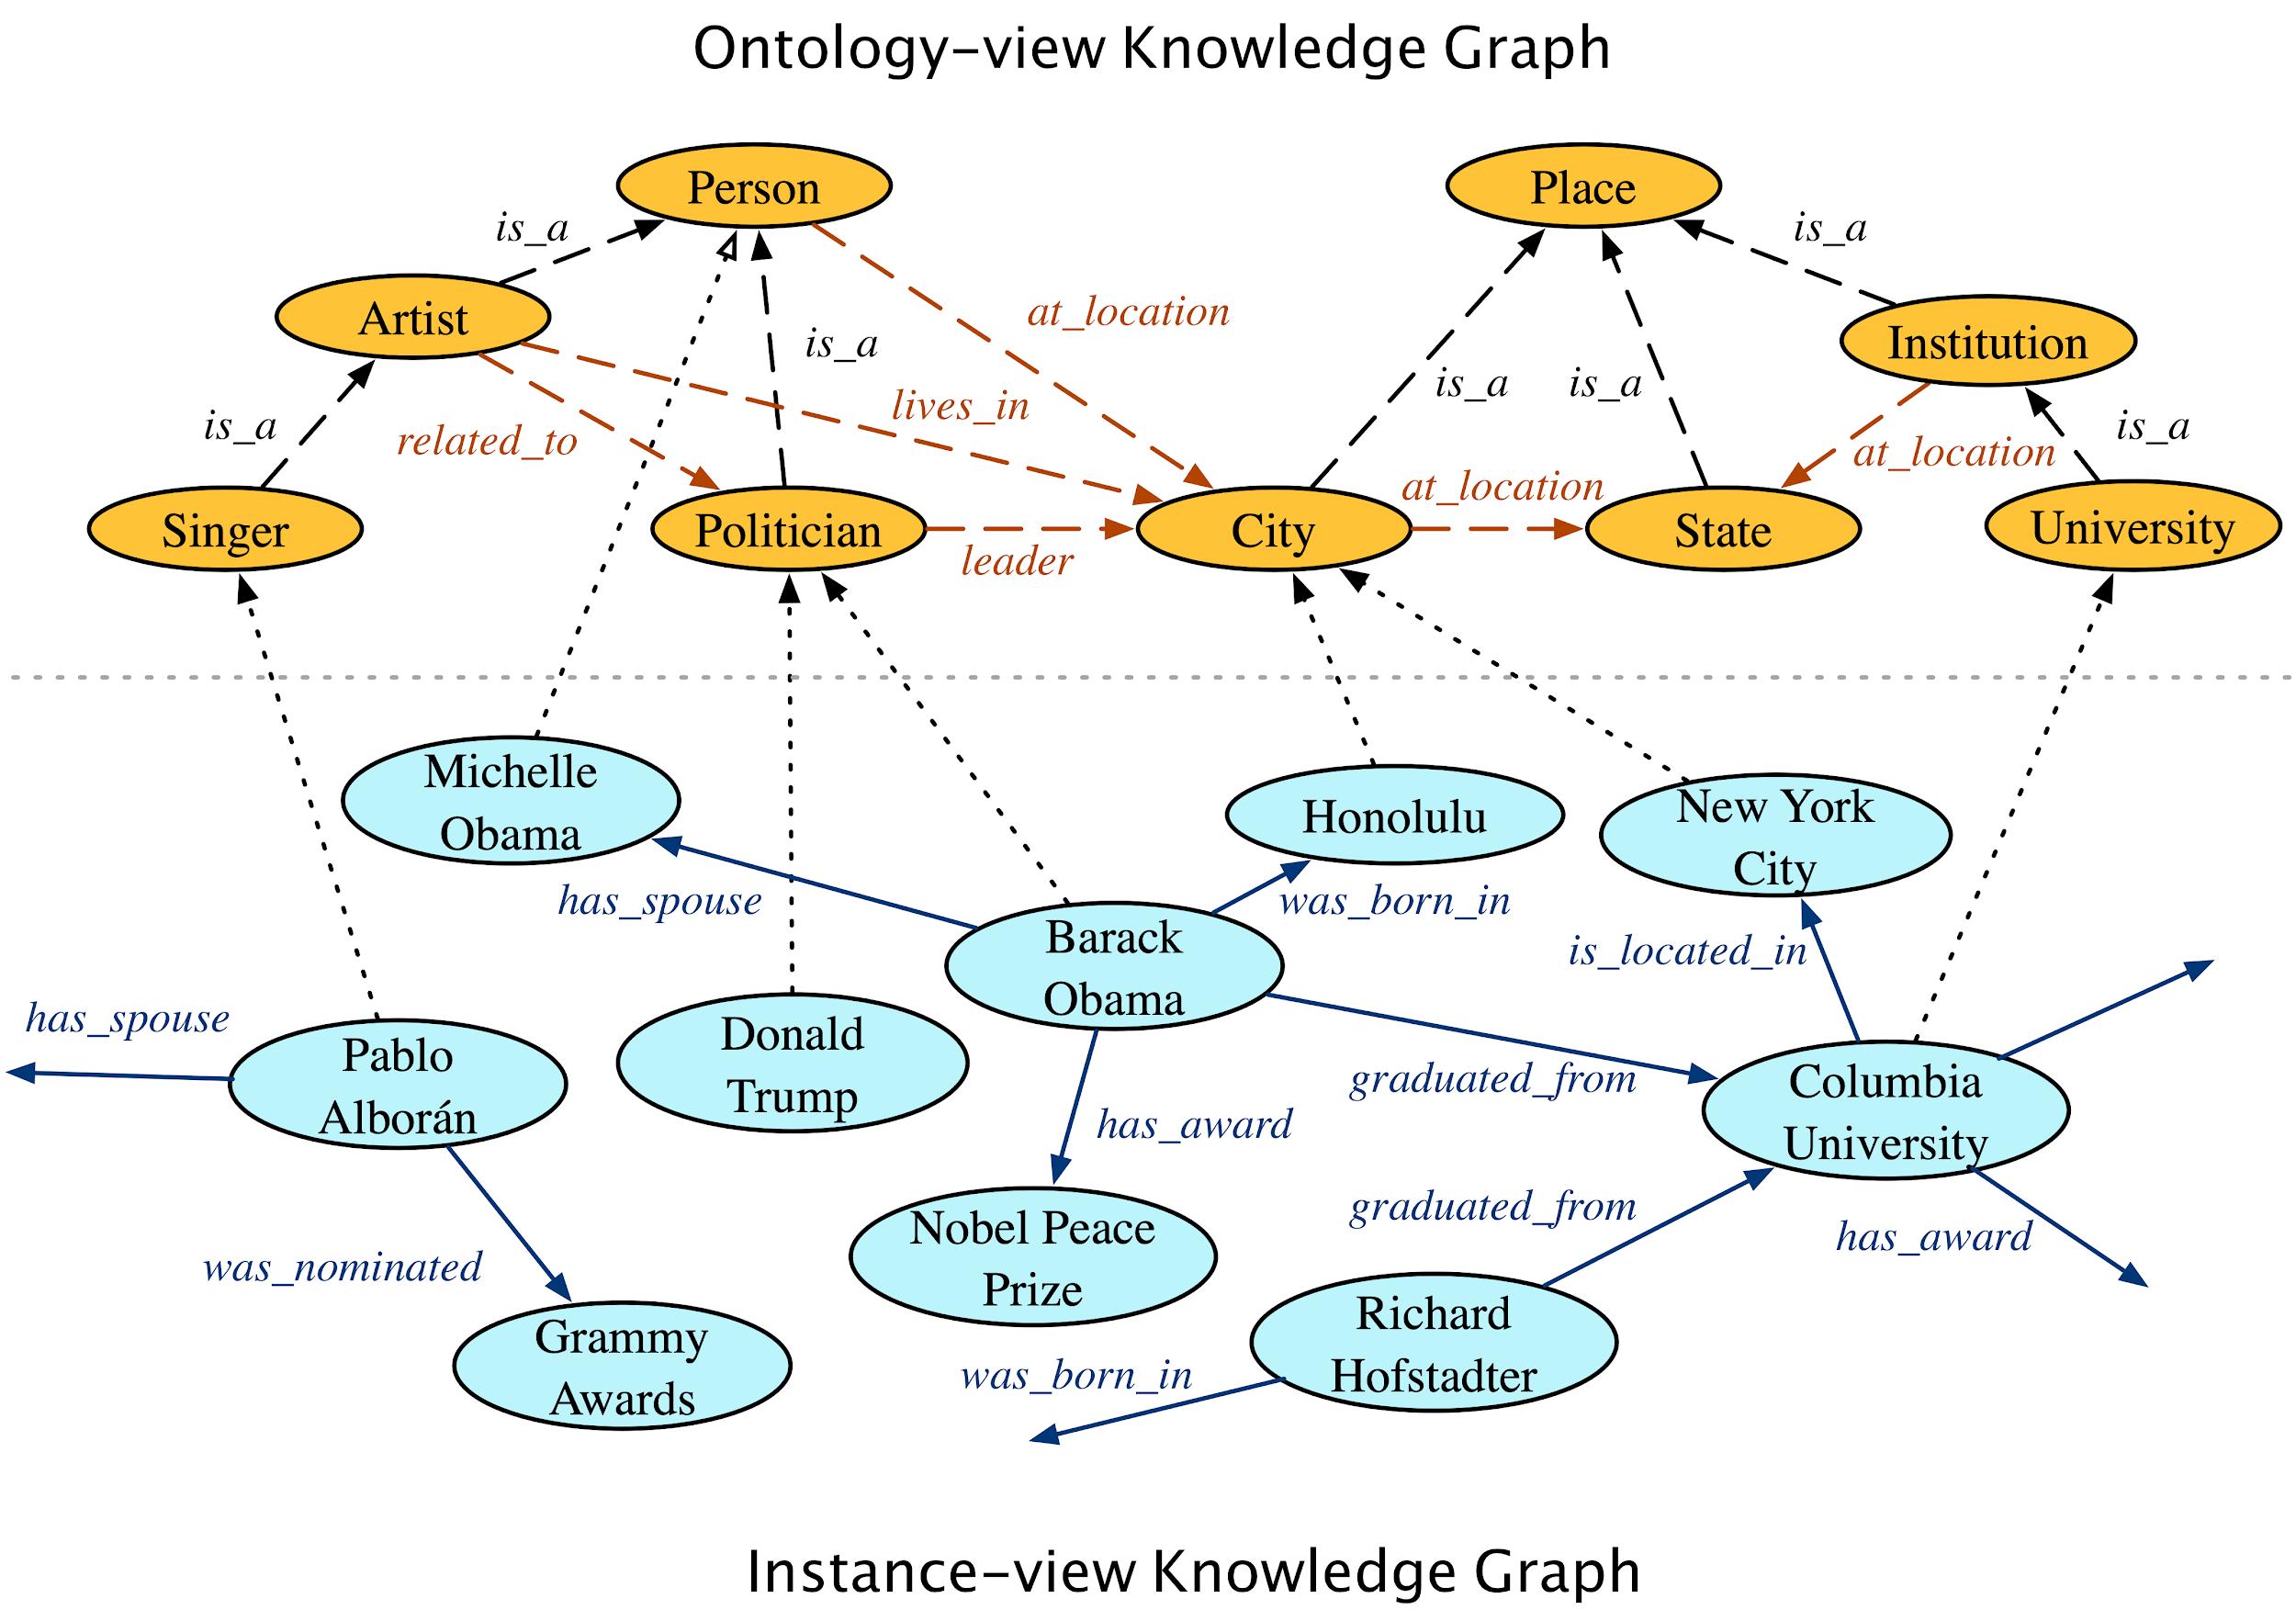 Ontology-view Knowledge Graph
Person
Place
is_a
is_a
Artist
at_location
Institution
is_a
is_a
is_a
lives_in
is_a
related_to
at_location
is_a
at_location
Singer
Politician
leader
City
State
University
Michelle
Obama
Honolulu
New York
City
has_spouse
was_born_in
Barack
Obama
is_located_in
has_spouse
Pablo
Alborán
Donald
Trump
graduated_from
Columbia
University
has_award
graduated_from
has_award
Nobel Peace
Prize
was_nominated
Richard
Hofstadter
Grammy
Awards
was_born_in
Instance-view Knowledge Graph